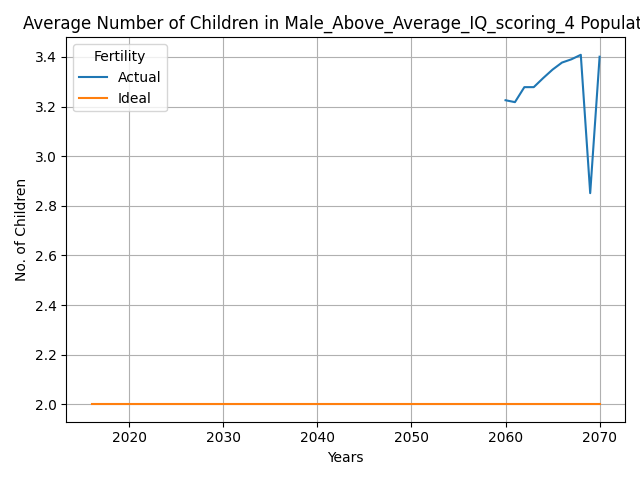 Average Number of Children in Male_Above_Average_IQ_scoring_4 Populat
Fertility
Actual
Ideal
3.4
3.2
3.0
2.8
2.6
2.4
2.2
2.0
No. of Children
2020 2030 2040 2050 2060 2070
Years